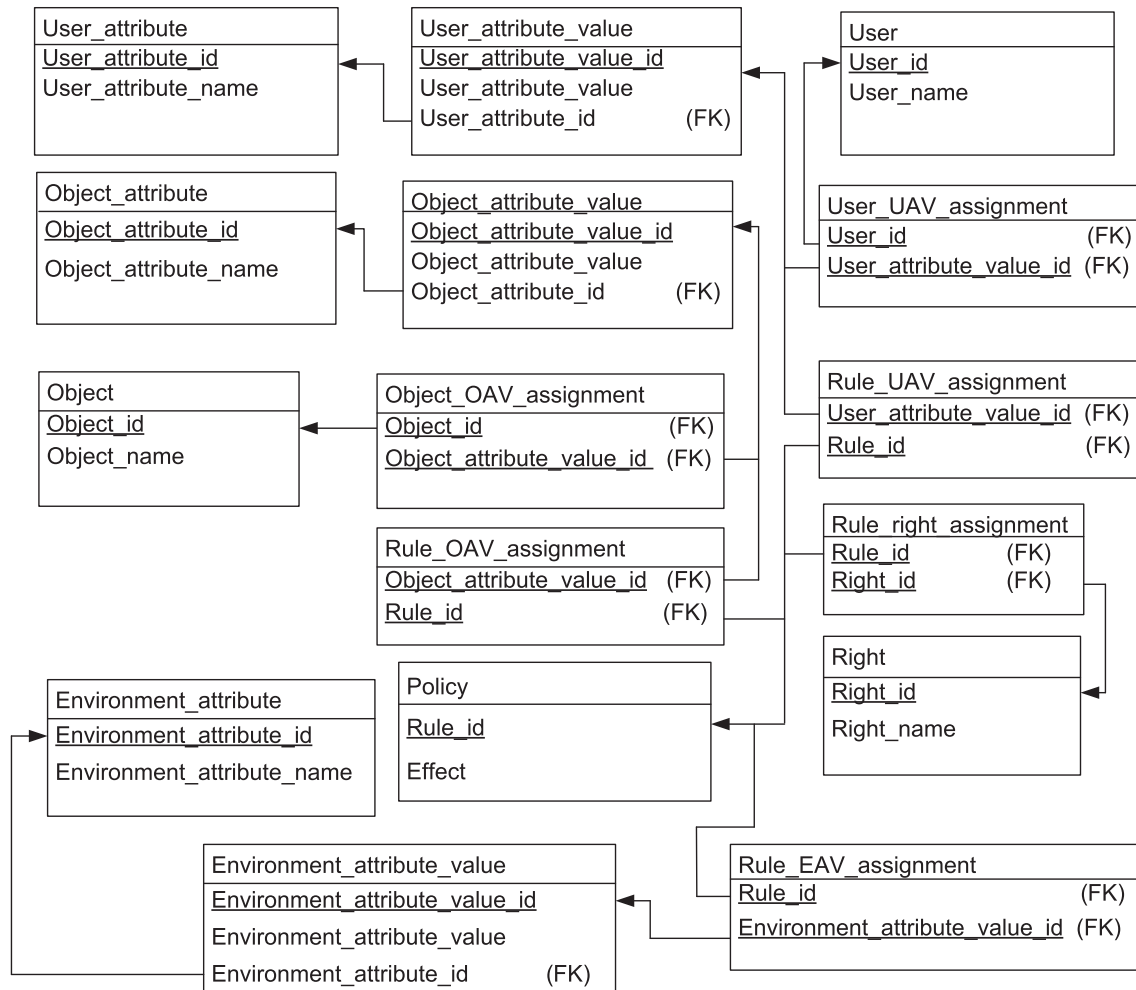 User_attribute
User_attribute_id
User_attribute_name
User_attribute_value
User_attribute_value_id
User_attribute_value
User_attribute_id (FK)
User
User_id
User_name
Object_attribute
Object_attribute_id
Object_attribute_name
Object_attribute_value
Object_attribute_value_id
Object_attribute_value
Object_attribute_id (FK)
User_UAV_assignment
User_id (FK)
User_attribute_value_id (FK)
Object
Object_id
Object_name
Object_OAV_assignment
Object_id (FK)
Object_attribute_value_id (FK)
Rule_UAV_assignment
User_attribute_value_id (FK)
Rule_id (FK)
Rule_OAV_assignment
Object_attribute_value_id (FK)
Rule_id (FK)
Rule_right_assignment
Rule_id (FK)
Right_id (FK)
Environment_attribute
Environment_attribute_id
Environment_attribute_name
Policy
Rule_id
Effect
Right
Right_id
Right_name
Environment_attribute_value
Environment_attribute_value_id
Environment_attribute_value
Environment_attribute_id (FK)
Rule_EAV_assignment
Rule_id (FK)
Environment_attribute_value_id (FK)